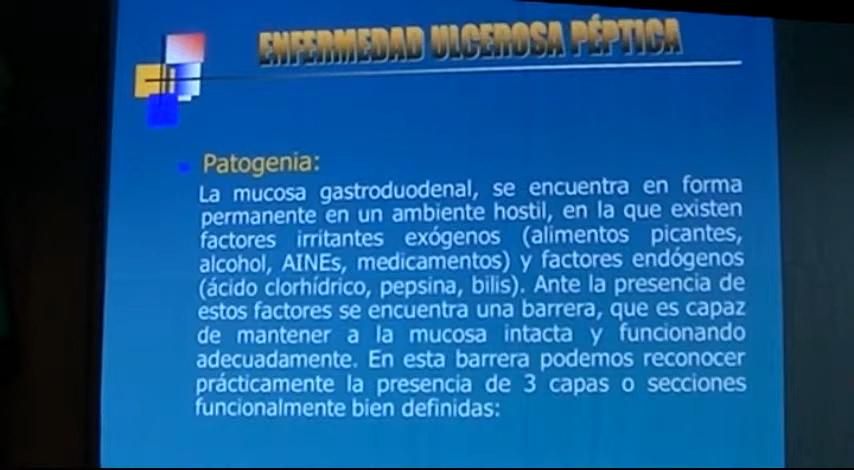 ENFERMEDAD ULCEROSA PÉPTICA
Patogenia:
La mucosa gastroduodenal, se encuentra en forma
permanente en un ambiente hostil, en la que existen
factores irritantes exógenos (alimentos picantes,
alcohol, AINEs, medicamentos) y factores endógenos
(ácido clorhídrico, pepsina, bilis). Ante la presencia de
estos factores se encuentra una barrera, que es capaz
de mantener a la mucosa intacta y funcionando
adecuadamente. En esta barrera podemos reconocer
prácticamente la presencia de 3 capas o secciones
funcionalmente bien definidas: